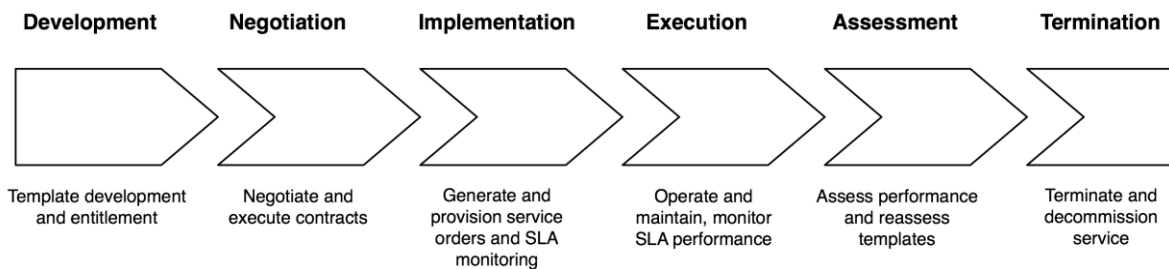 Development
Negotiation
Implementation
Execution
Assessment
Termination
Template development
and entitlement
Negotiate and
execute contracts
Generate and
provision service
orders and SLA
monitoring
Operate and
maintain, monitor
SLA performance
Assess performance
and reassess
templates
Terminate and
decommission
service